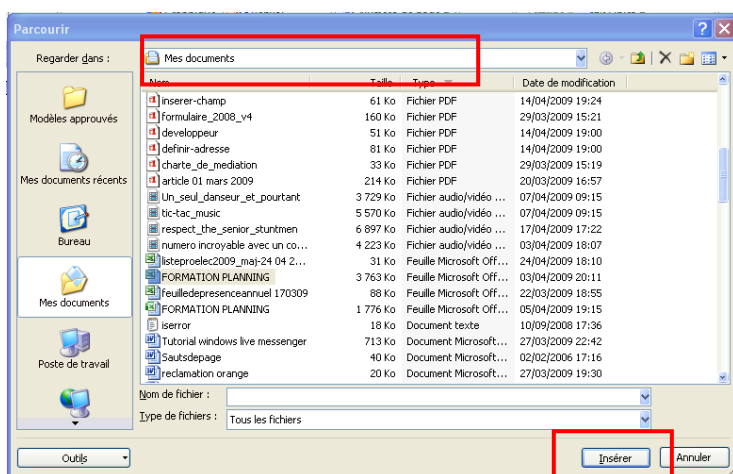 Parcourir
Regarder dans :
Mes documents
Nom Taille Type Date de modification
inserer-champ 61 Ko Fichier PDF 14/04/2009 19:24
formulaire_2008_v4 160 Ko Fichier PDF 29/03/2009 15:21
developpeur 51 Ko Fichier PDF 14/04/2009 19:00
definir-adresse 81 Ko Fichier PDF 14/04/2009 19:00
charte_de_mediation 33 Ko Fichier PDF 29/03/2009 15:19
article 01 mars 2009 214 Ko Fichier PDF 20/03/2009 16:57
Un_seul_danseur_et_pourtant 3 729 Ko Fichier audio/vidéo ... 07/04/2009 09:15
tic-tac_music 5 570 Ko Fichier audio/vidéo ... 07/04/2009 09:15
respect_the_senior_stuntmen 6 897 Ko Fichier audio/vidéo ... 17/04/2009 17:22
numero incroyable avec un co... 4 223 Ko Fichier audio/vidéo ... 03/04/2009 18:07
listeproelec2009_maj-24 04 2... 31 Ko Feuille Microsoft Off... 24/04/2009 18:10
FORMATION PLANNING 3 763 Ko Feuille Microsoft Off... 03/04/2009 20:11
feuilledepresenceannuel 170309 88 Ko Feuille Microsoft Off... 22/03/2009 18:55
FORMATION PLANNING 1 776 Ko Feuille Microsoft Off... 05/04/2009 19:15
iserror 18 Ko Document texte 10/09/2008 17:36
Tutorial windows live messenger 713 Ko Document Microsoft... 27/03/2009 22:42
Sautsdepage 40 Ko Document Microsoft... 02/02/2006 17:16
reclamation orange 20 Ko Document Microsoft... 27/03/2009 19:30
Modèles approuvés
Mes documents récents
Bureau
Mes documents
Poste de travail
Nom de fichier :
Type de fichiers : Tous les fichiers
Outils
Insérer
Annuler